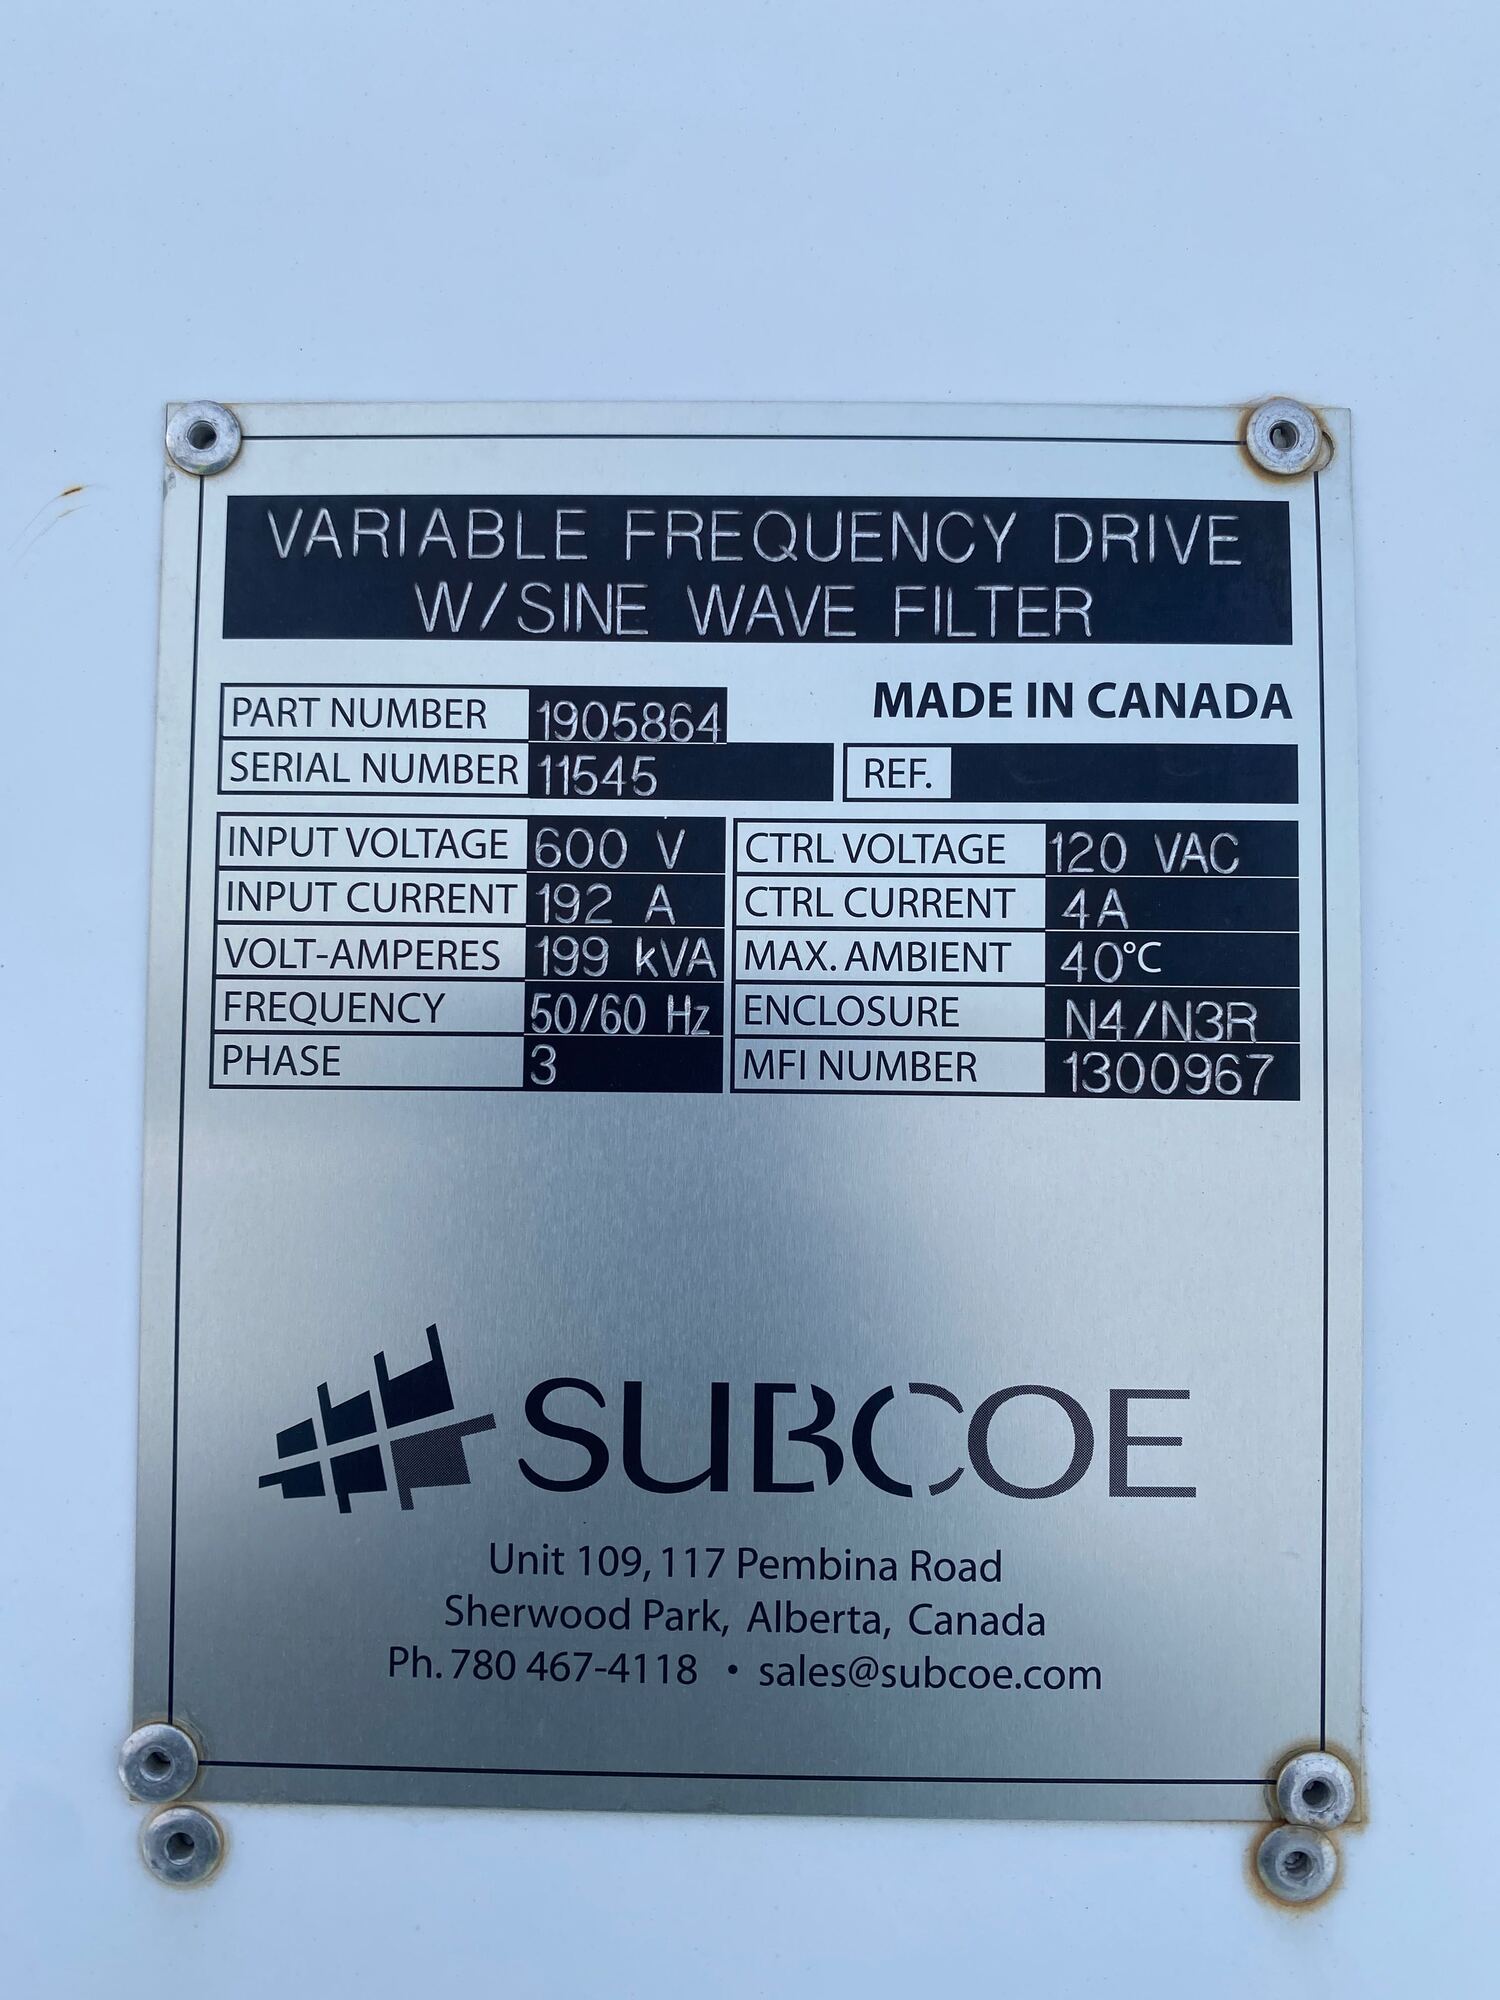 VARIABLE FREQUENCY DRIVE
W/SINE WAVE FILTER
MADE IN CANADA
PART NUMBER 1905864
SERIAL NUMBER 11545
REF.
INPUT VOLTAGE 600 V
INPUT CURRENT 192 A
VOLT-AMPERES 199 kVA
FREQUENCY 50/60 Hz
PHASE 3
CTRL VOLTAGE 120 VAC
CTRL CURRENT 4A
MAX. AMBIENT 40°C
ENCLOSURE N4/N3R
MFI NUMBER 1300967
SUBCOE
Unit 109, 117 Pembina Road
Sherwood Park, Alberta, Canada
Ph. 780 467-4118 • sales@subcoe.com